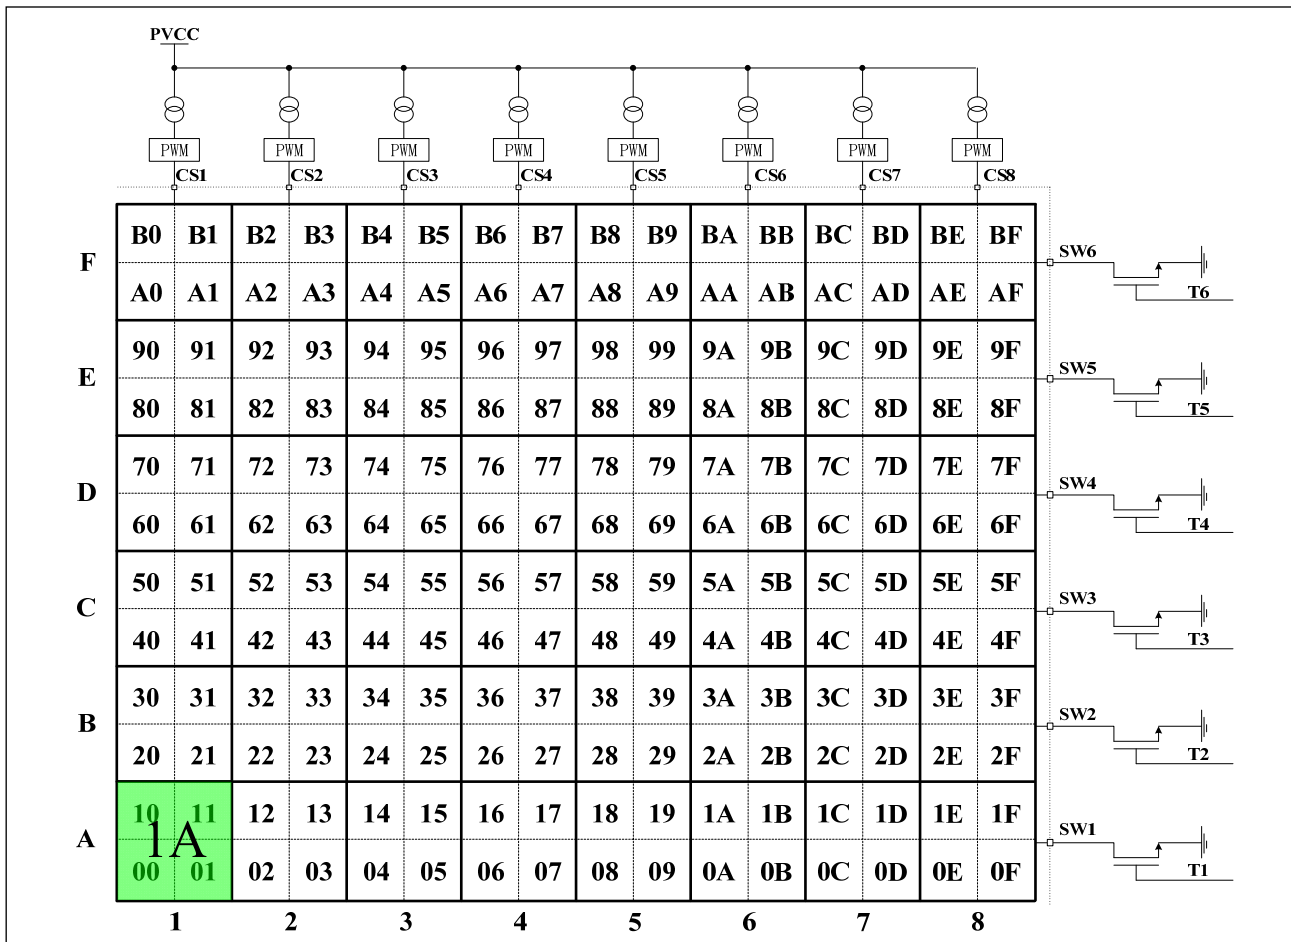 PVCC
PWM PWM PWM PWM PWM PWM PWM PWM
CS1 CS2 CS3 CS4 CS5 CS6 CS7 CS8
B0 B1 B2 B3 B4 B5 B6 B7 B8 B9 BA BB BC BD BE BF
SW6
F
A0 A1 A2 A3 A4 A5 A6 A7 A8 A9 AA AB AC AD AE AF
T6
90 91 92 93 94 95 96 97 98 99 9A 9B 9C 9D 9E 9F
SW5
E
80 81 82 83 84 85 86 87 88 89 8A 8B 8C 8D 8E 8F
T5
70 71 72 73 74 75 76 77 78 79 7A 7B 7C 7D 7E 7F
SW4
D
60 61 62 63 64 65 66 67 68 69 6A 6B 6C 6D 6E 6F
T4
50 51 52 53 54 55 56 57 58 59 5A 5B 5C 5D 5E 5F
SW3
C
40 41 42 43 44 45 46 47 48 49 4A 4B 4C 4D 4E 4F
T3
30 31 32 33 34 35 36 37 38 39 3A 3B 3C 3D 3E 3F
SW2
B
20 21 22 23 24 25 26 27 28 29 2A 2B 2C 2D 2E 2F
T2
10 11 12 13 14 15 16 17 18 19 1A 1B 1C 1D 1E 1F
SW1
A
1A
00 01 02 03 04 05 06 07 08 09 0A 0B 0C 0D 0E 0F
T1
1 2 3 4 5 6 7 8